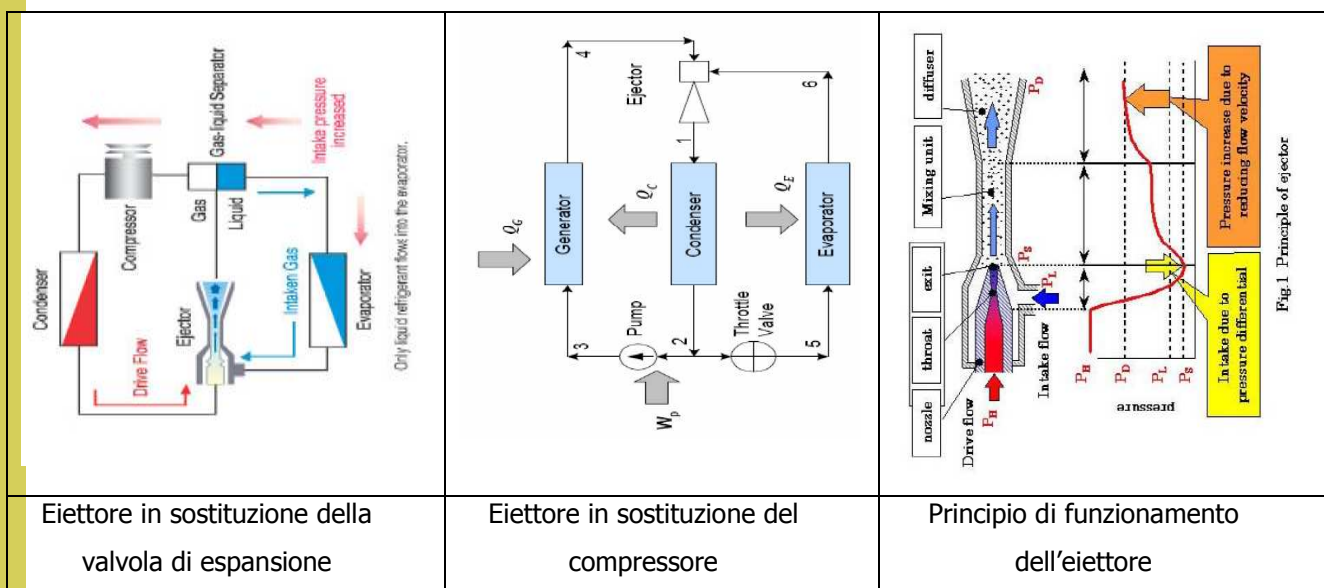 Condenser
Compressor
Gas-liquid Separator
Gas
Liquid
Intake pressure
increased
Drive Flow
Ejector
Intaken Gas
Evaporator
Only liquid refrigerant flows into the evaporator.
4
Ejector
6
1
Q_G
Generator
Q_C
Condenser
Q_E
Evaporator
3
Pump
2
Throttle
Valve
5
W_p
nozzle
throat
exit
Mixing unit
diffuser
Drive flow
P_H
Intake flow
P_L
P_S
P_D
pressure
P_H
P_D
P_L
P_S
Intake due to
pressure differential
Pressure increase due to
reducing flow velocity
Fig.1 Principle of ejector
Eiettore in sostituzione della
valvola di espansione
Eiettore in sostituzione del
compressore
Principio di funzionamento
dell’eiettore